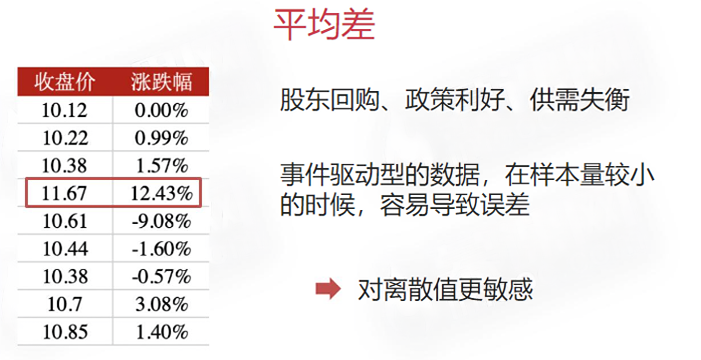 平均差
收盘价 涨跌幅
10.12 0.00%
10.22 0.99%
10.38 1.57%
11.67 12.43%
10.61 -9.08%
10.44 -1.60%
10.38 -0.57%
10.7 3.08%
10.85 1.40%
股东回购、政策利好、供需失衡
事件驱动型的数据，在样本量较小
的时候，容易导致误差
对离散值更敏感